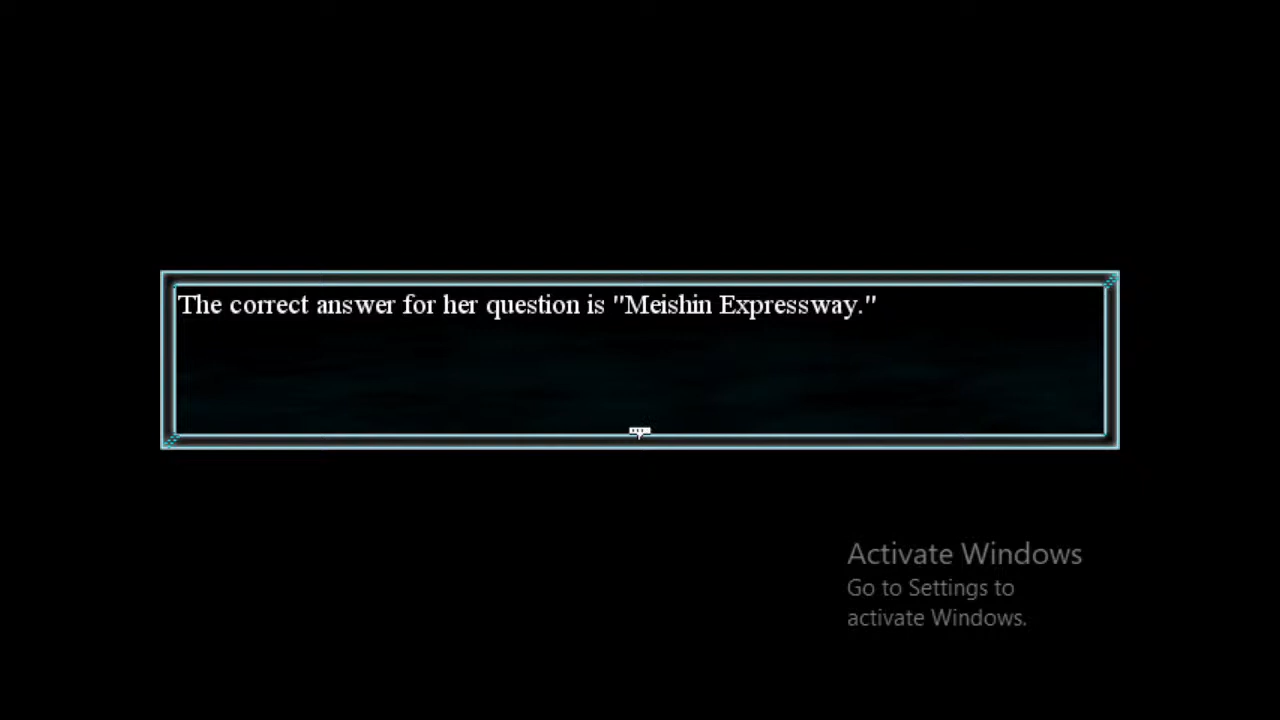 The correct answer for her question is "Meishin Expressway."
Activate Windows
Go to Settings to
activate Windows.